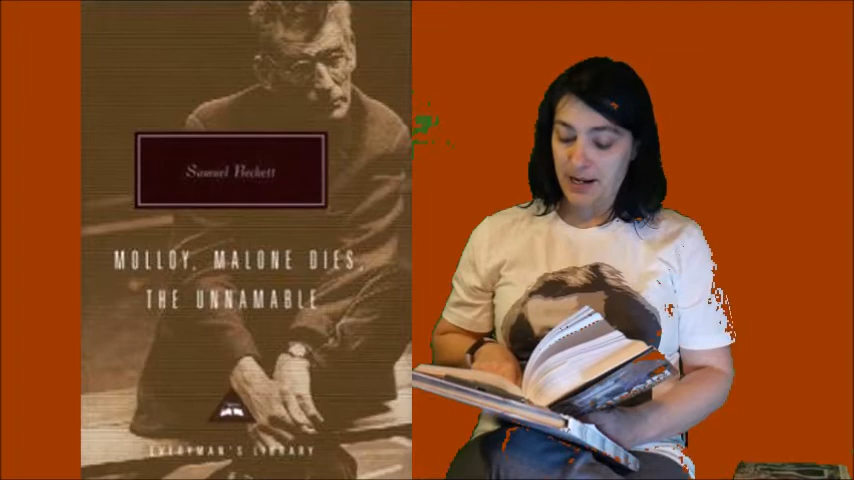 Samuel Beckett
MOLLOY, MALONE DIES,
THE UNNAMABLE
EVERYMAN'S LIBRARY